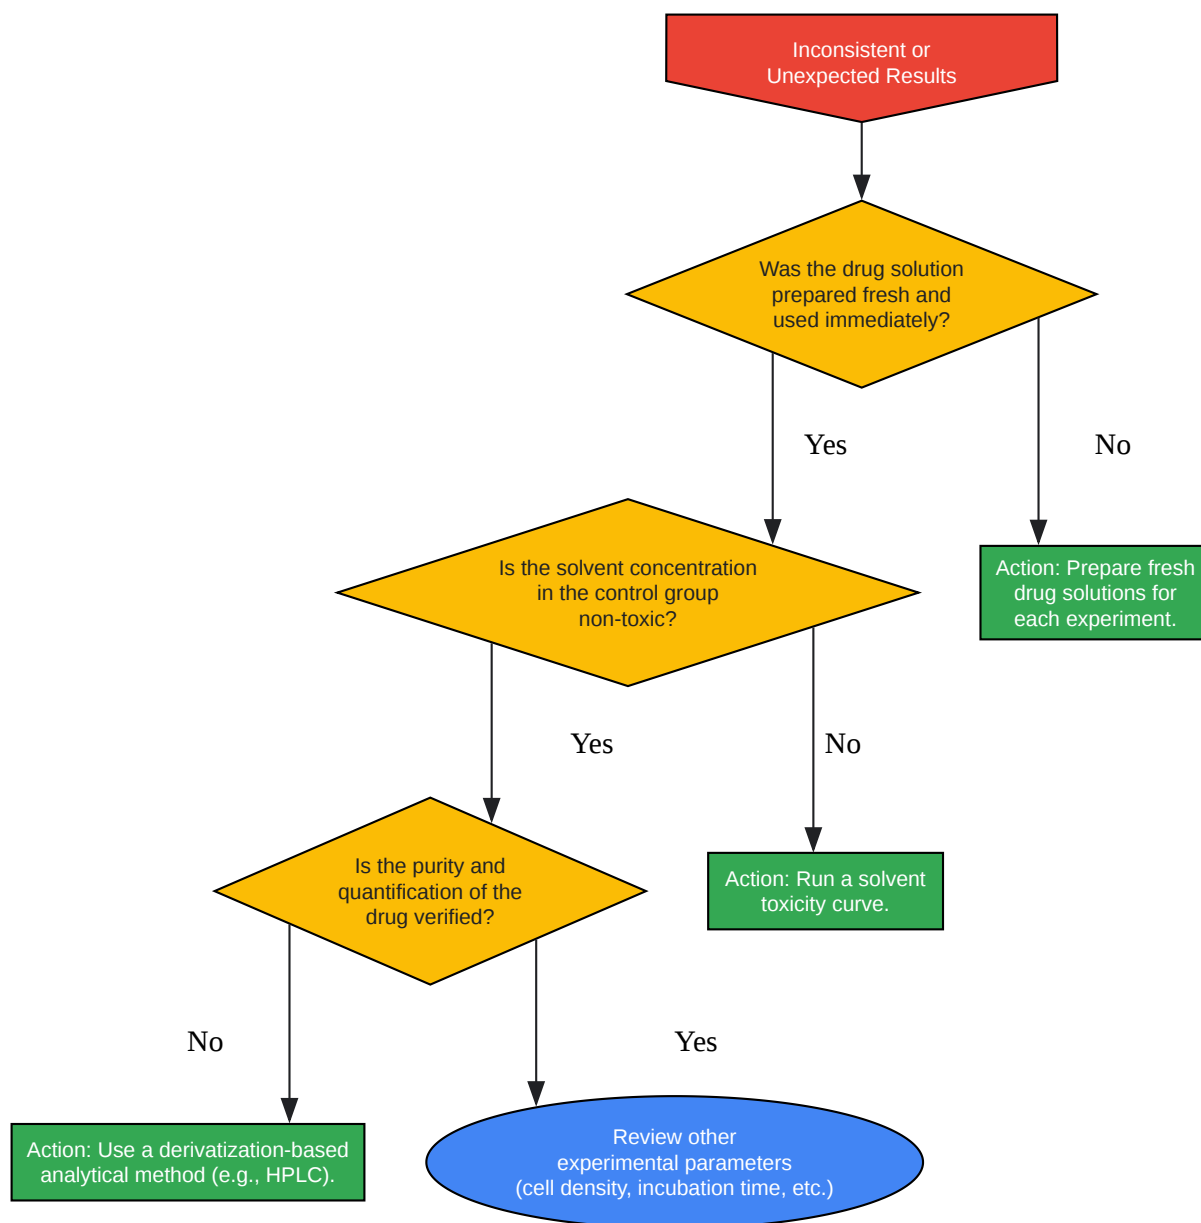 Inconsistent or
Unexpected Results
Was the drug solution
prepared fresh and
used immediately?
Yes
No
Is the solvent concentration
in the control group
non-toxic?
Action: Prepare fresh
drug solutions for
each experiment.
Yes
No
Is the purity and
quantification of the
drug verified?
Action: Run a solvent
toxicity curve.
No
Yes
Action: Use a derivatization-based
analytical method (e.g., HPLC).
Review other
experimental parameters
(cell density, incubation time, etc.)